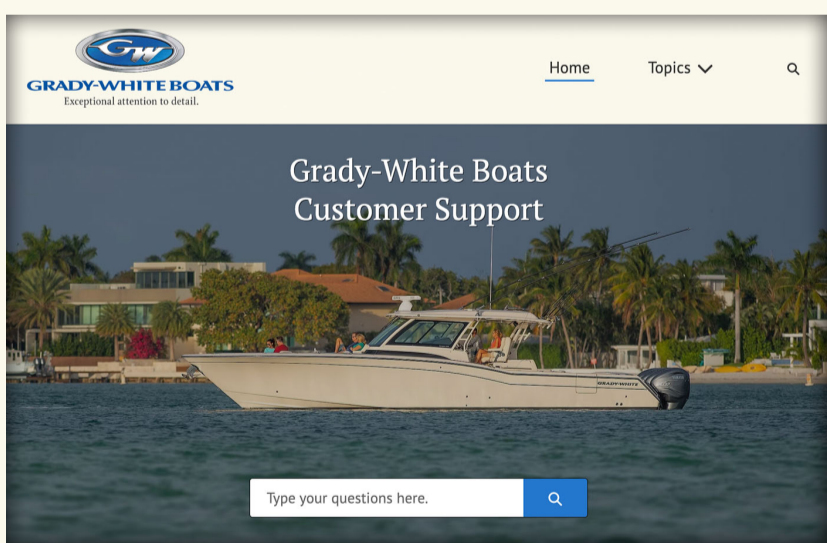 GW
GRADY-WHITE BOATS
Exceptional attention to detail.
Home
Topics
Grady-White Boats
Customer Support
GRADY-WHITE
Type your questions here.